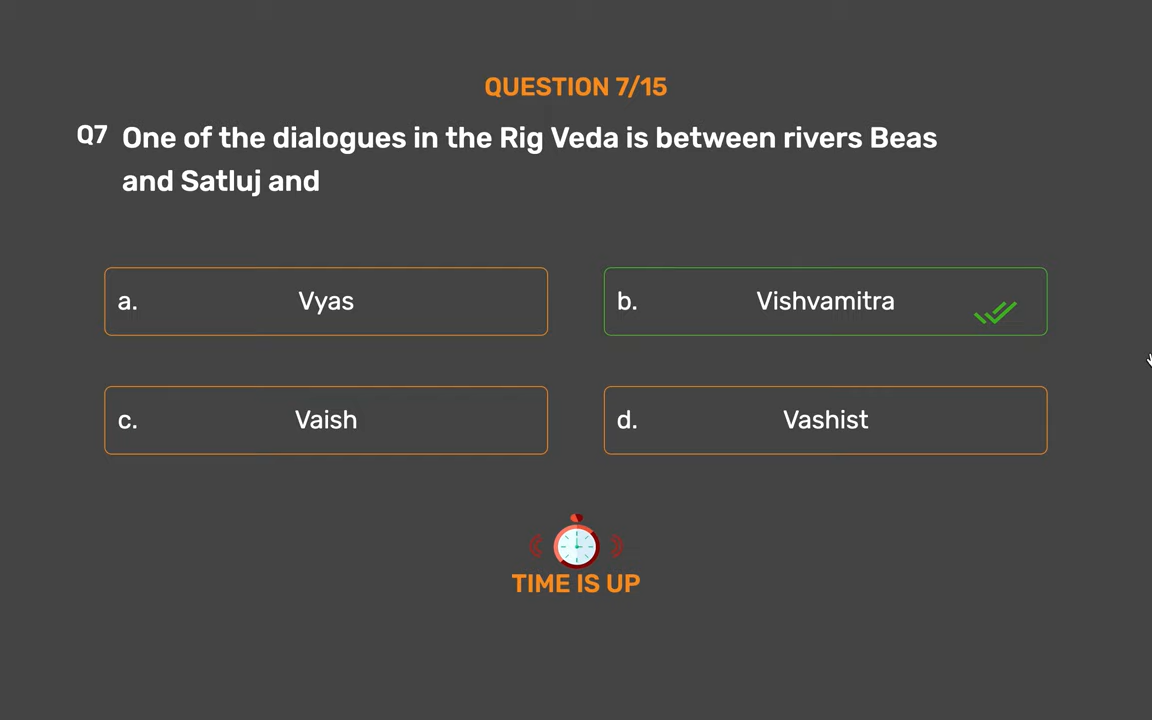 QUESTION 7/15
Q7 One of the dialogues in the Rig Veda is between rivers Beas
and Satluj and
a. Vyas
b. Vishvamitra
c. Vaish
d. Vashist
TIME IS UP